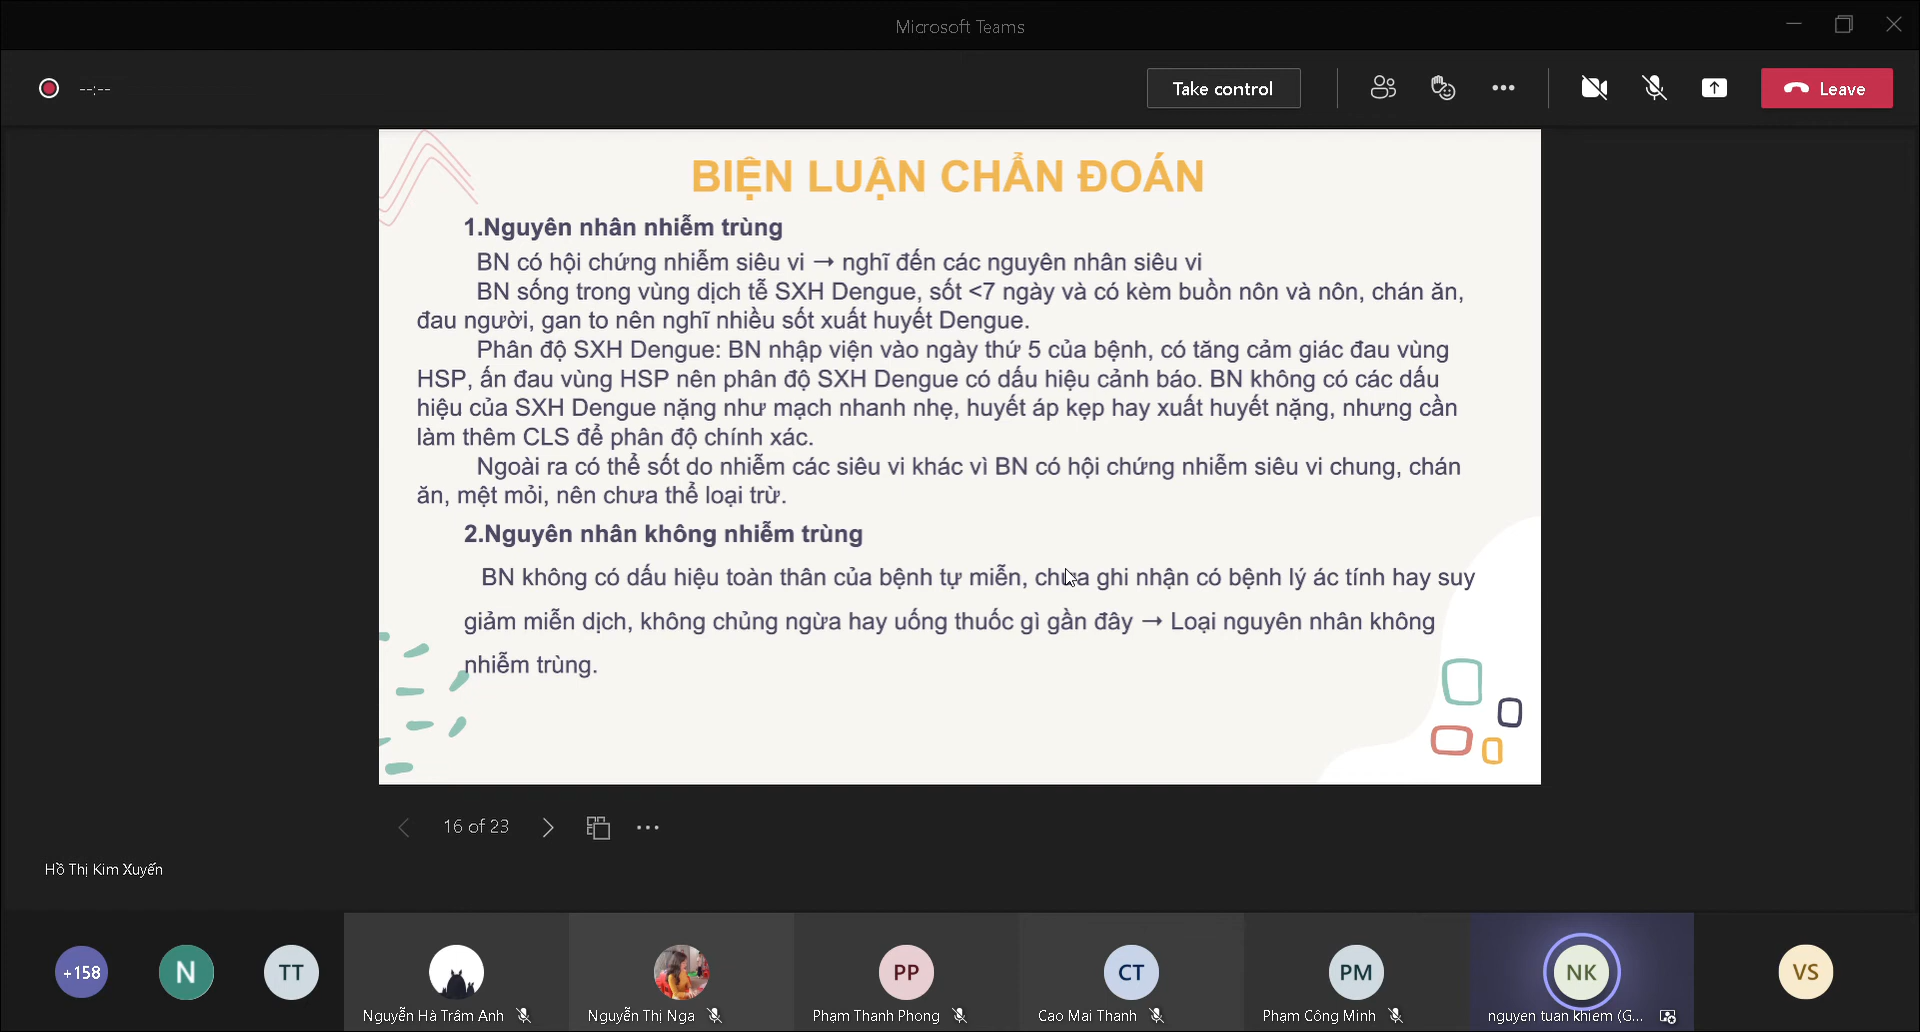 Microsoft Teams
--:--
Take control
Leave
BIỆN LUẬN CHẨN ĐOÁN
1.Nguyên nhân nhiễm trùng
BN có hội chứng nhiễm siêu vi → nghĩ đến các nguyên nhân siêu vi
BN sống trong vùng dịch tễ SXH Dengue, sốt <7 ngày và có kèm buồn nôn và nôn, chán ăn,
đau người, gan to nên nghĩ nhiều sốt xuất huyết Dengue.
Phân độ SXH Dengue: BN nhập viện vào ngày thứ 5 của bệnh, có tăng cảm giác đau vùng
HSP, ấn đau vùng HSP nên phân độ SXH Dengue có dấu hiệu cảnh báo. BN không có các dấu
hiệu của SXH Dengue nặng như mạch nhanh nhẹ, huyết áp kẹp hay xuất huyết nặng, nhưng cần
làm thêm CLS để phân độ chính xác.
Ngoài ra có thể sốt do nhiễm các siêu vi khác vì BN có hội chứng nhiễm siêu vi chung, chán
ăn, mệt mỏi, nên chưa thể loại trừ.
2.Nguyên nhân không nhiễm trùng
BN không có dấu hiệu toàn thân của bệnh tự miễn, chưa ghi nhận có bệnh lý ác tính hay suy
giảm miễn dịch, không chủng ngừa hay uống thuốc gì gần đây → Loại nguyên nhân không
nhiễm trùng.
16 of 23
Hồ Thị Kim Xuyến
+158
N
TT
PP
CT
PM
NK
VS
Nguyễn Hà Trâm Anh
Nguyễn Thị Nga
Phạm Thanh Phong
Cao Mai Thanh
Phạm Công Minh
nguyen tuan khiem (G...